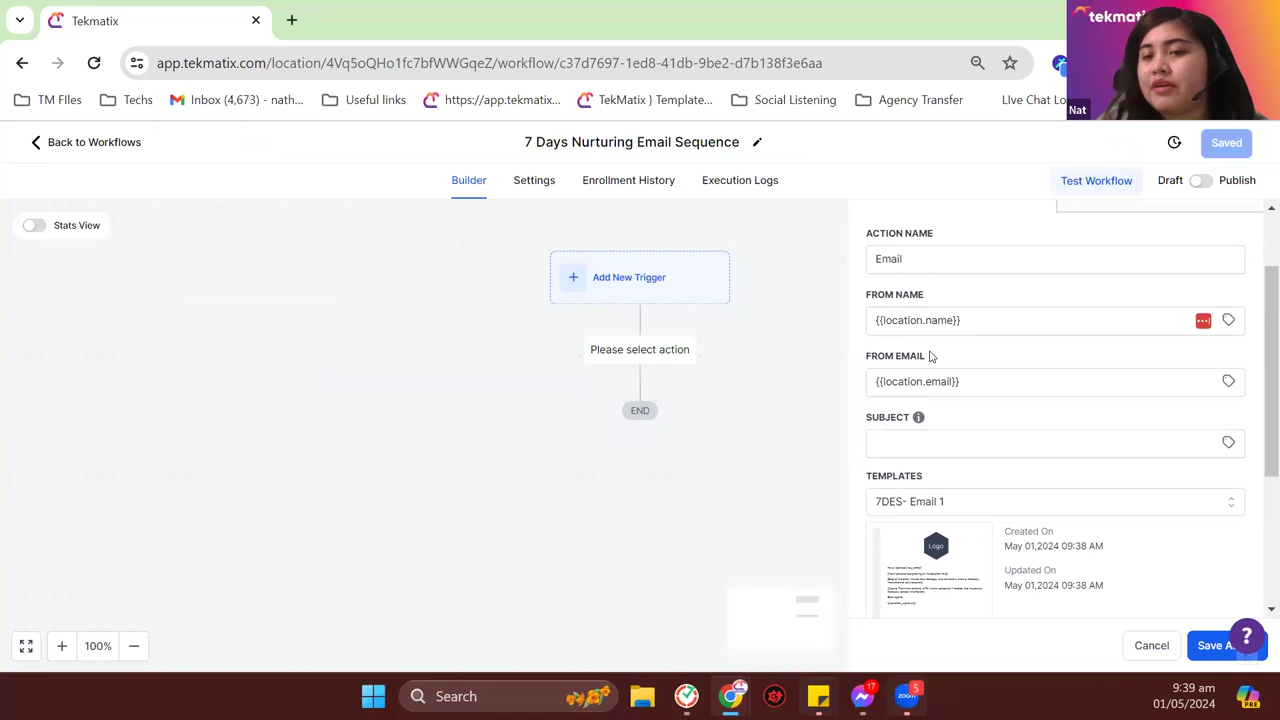 Tekmatix
tekmatix
app.tekmatix.com/location/4Vq5oQHo1fc7bfWWGqeZ/workflow/c37d7697-1ed8-41db-9be2-d7b138f3e6aa
TM FIles
Techs
Inbox (4,673) - nath...
Useful links
https://app.tekmatix...
TekMatix } Template...
Social Listening
Agency Transfer
LIve Chat Lo
Nat
Back to Workflows
7 Days Nurturing Email Sequence
Saved
Builder
Settings
Enrollment History
Execution Logs
Test Workflow
Draft
Publish
Stats View
Add New Trigger
Please select action
END
ACTION NAME
Email
FROM NAME
{{location.name}}
FROM EMAIL
{{location.email}}
SUBJECT
TEMPLATES
7DES- Email 1
Logo
Created On
May 01,2024 09:38 AM
Updated On
May 01,2024 09:38 AM
100%
Cancel
Save A
?
Search
17
5
PRE
9:39 am
01/05/2024